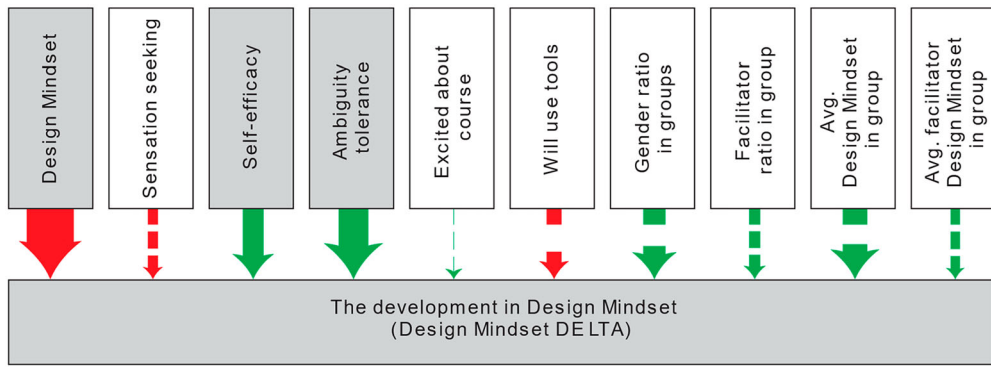 Design Mindset
Sensation seeking
Self-efficacy
Ambiguity
tolerance
Excited about
course
Will use tools
Gender ratio
in groups
Facilitator
ratio in group
Avg.
Design Mindset
in group
Avg. facilitator
Design Mindset
in group
The development in Design Mindset
(Design Mindset DELTA)